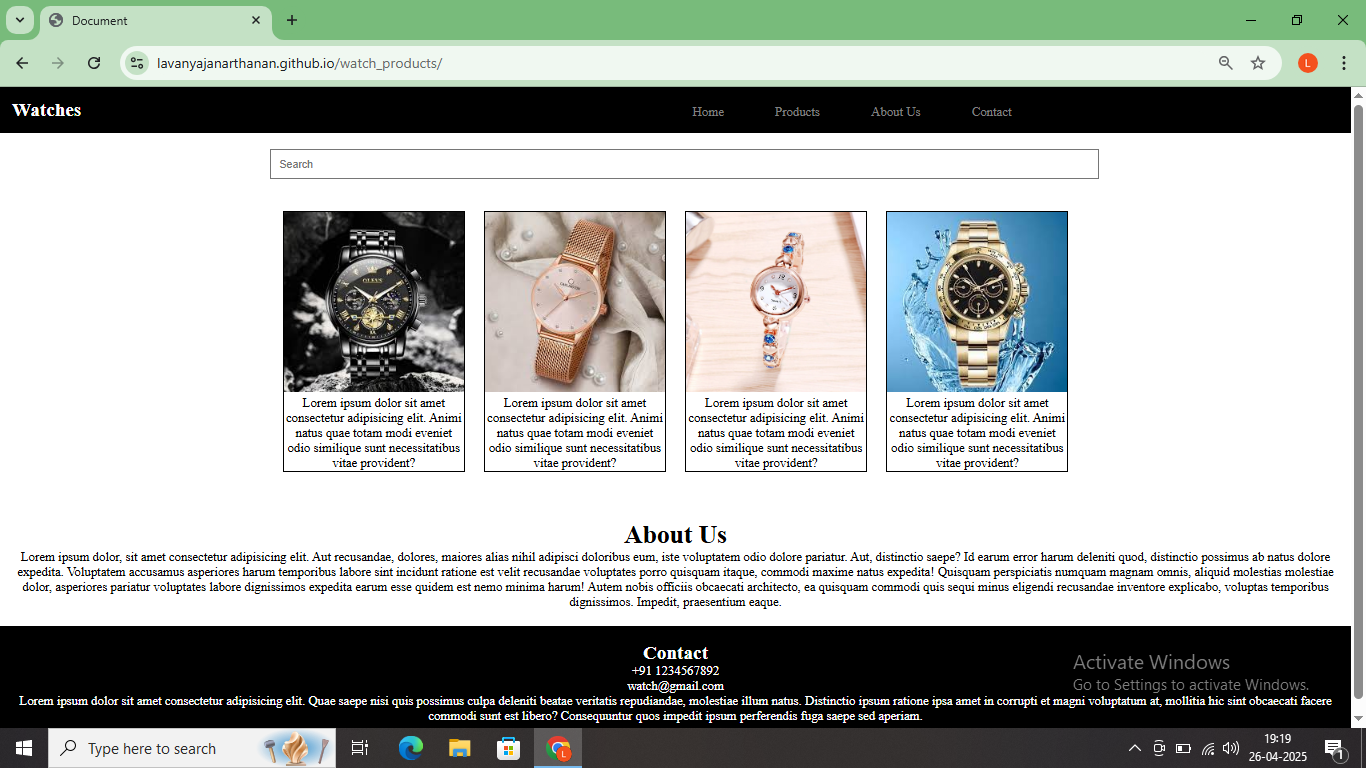 Document
lavanyajanarthanan.github.io/watch_products/
L
Watches
Home Products About Us Contact
Search
OLEVS
Lorem ipsum dolor sit amet
consectetur adipisicing elit. Animi
natus quae totam modi eveniet
odio similique sunt necessitatibus
vitae provident?
Lorem ipsum dolor sit amet
consectetur adipisicing elit. Animi
natus quae totam modi eveniet
odio similique sunt necessitatibus
vitae provident?
Lorem ipsum dolor sit amet
consectetur adipisicing elit. Animi
natus quae totam modi eveniet
odio similique sunt necessitatibus
vitae provident?
Lorem ipsum dolor sit amet
consectetur adipisicing elit. Animi
natus quae totam modi eveniet
odio similique sunt necessitatibus
vitae provident?
About Us
Lorem ipsum dolor, sit amet consectetur adipisicing elit. Aut recusandae, dolores, maiores alias nihil adipisci doloribus eum, iste voluptatem odio dolore pariatur. Aut, distinctio saepe? Id earum error harum deleniti quod, distinctio possimus ab natus dolore
expedita. Voluptatem accusamus asperiores harum temporibus labore sint incidunt ratione est velit recusandae voluptates porro quisquam itaque, commodi maxime natus expedita! Quisquam perspiciatis numquam magnam omnis, aliquid molestias molestiae
dolor, asperiores pariatur voluptates labore dignissimos expedita earum esse quidem est nemo minima harum! Autem nobis officiis obcaecati architecto, ea quisquam commodi quis sequi minus eligendi recusandae inventore explicabo, voluptas temporibus
dignissimos. Impedit, praesentium eaque.
Contact
+91 1234567892
watch@gmail.com
Lorem ipsum dolor sit amet consectetur adipisicing elit. Quae saepe nisi quis possimus culpa deleniti beatae veritatis repudiandae, molestiae illum natus. Distinctio ipsum ratione ipsa amet in corrupti et magni voluptatum at, mollitia hic sint obcaecati facere
commodi sunt est libero? Consequuntur quos impedit ipsum perferendis fuga saepe sed aperiam.
Activate Windows
Go to Settings to activate Windows.
Type here to search
L
19:19
26-04-2025
1